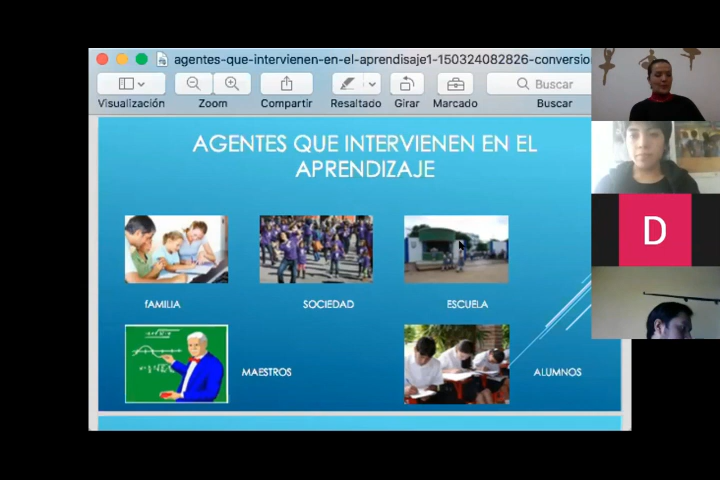 agentes-que-intervienen-en-el-aprendisaje1-150324082826-conversio
Visualización
Zoom
Compartir
Resaltado
Girar
Marcado
Buscar
Buscar
AGENTES QUE INTERVIENEN EN EL
APRENDIZAJE
fAMILIA
SOCIEDAD
ESCUELA
MAESTROS
ALUMNOS
D